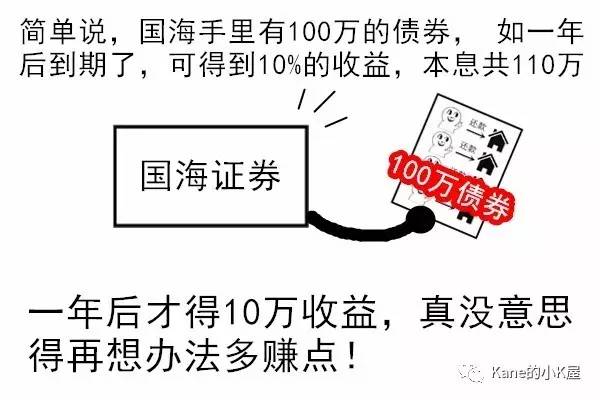 简单说，国海手里有100万的债券， 如一年
后到期了，可得到10%的收益，本息共110万
国海证券
还款
还款
100万债券
一年后才得10万收益，真没意思
得再想办法多赚点！
Kane的小K屋